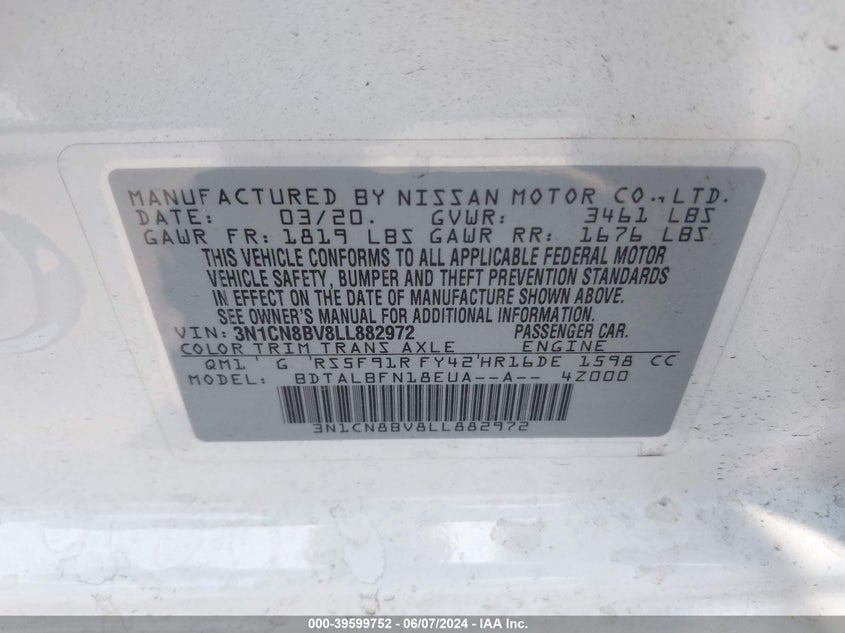 MANUFACTURED BY NISSAN MOTOR CO., LTD.
DATE: 03/20. GVWR: 3461 LBS
GAWR FR: 1819 LBS GAWR RR: 1676 LBS
THIS VEHICLE CONFORMS TO ALL APPLICABLE FEDERAL MOTOR
VEHICLE SAFETY, BUMPER AND THEFT PREVENTION STANDARDS
IN EFFECT ON THE DATE OF MANUFACTURE SHOWN ABOVE.
SEE OWNER'S MANUAL FOR ADDITIONAL INFORMATION.
VIN: 3N1CN8BV8LL882972 PASSENGER CAR.
COLOR TRIM TRANS AXLE ENGINE
QM1' G 'RS5F91R FY42'HR16DE 1598 CC
MODEL: BDTALBFN18EUA--A-- 4Z000
3N1CN8BV8LL882972
000-39599752 - 06/07/2024 - IAA Inc.